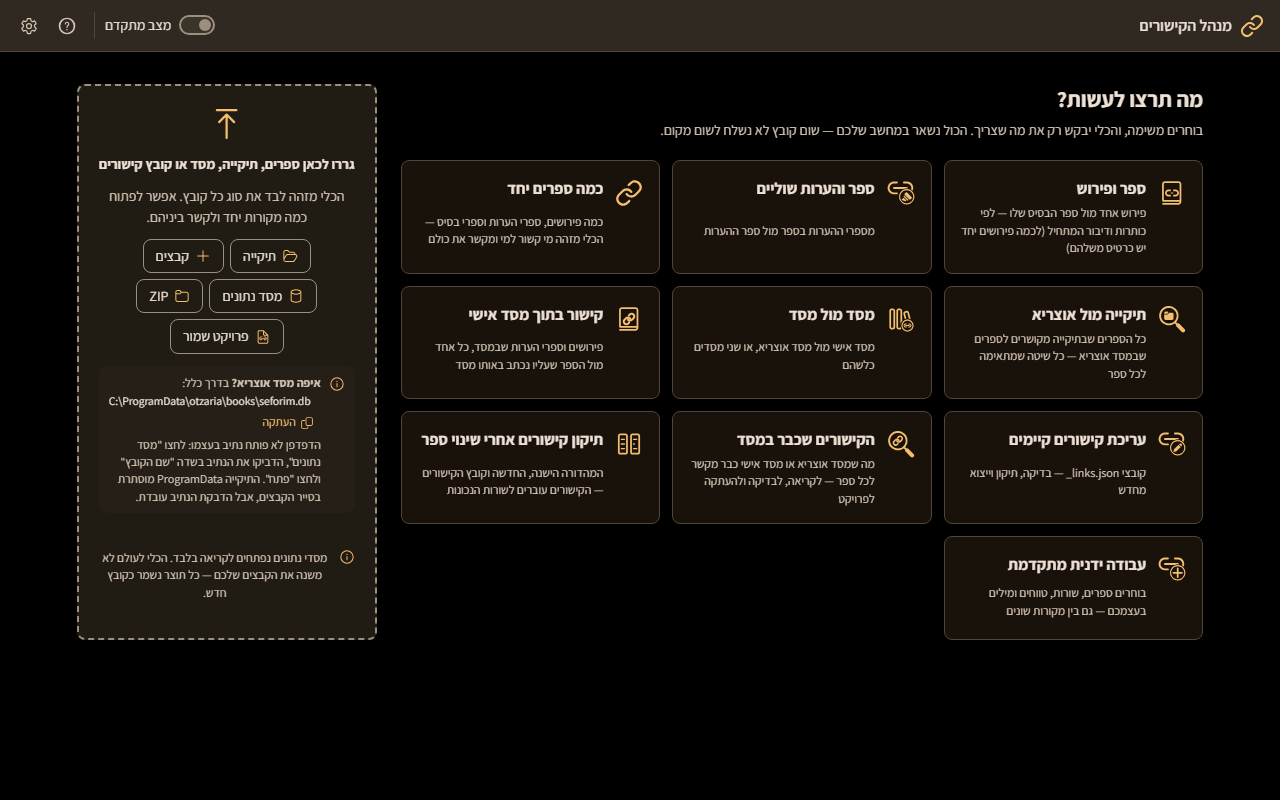 מנהל הקישורים
מצב מתקדם
מה תרצו לעשות?
בוחרים משימה, והכלי יבקש רק את מה שצריך. הכול נשאר במחשב שלכם — שום קובץ לא נשלח לשום מקום.
ספר ופירוש
פירוש אחד מול ספר הבסיס שלו — לפי
כותרות ודיבור המתחיל (לכמה פירושים יחד
יש כרטיס משלהם)
ספר והערות שוליים
מספרי ההערות בספר מול ספר ההערות
כמה ספרים יחד
כמה פירושים, ספרי הערות וספרי בסיס —
הכלי מזהה מי קשור למי ומקשר את כולם
תיקייה מול אוצריא
כל הספרים שבתיקייה מקושרים לספרים
שבמסד אוצריא — כל שיטה שמתאימה
לכל ספר
מסד מול מסד
מסד אישי מול מסד אוצריא, או שני מסדים
כלשהם
קישור בתוך מסד אישי
פירושים וספרי הערות שבמסד, כל אחד
מול הספר שעליו נכתב באותו מסד
עריכת קישורים קיימים
קובצי ‎_links.json — בדיקה, תיקון וייצוא
מחדש
הקישורים שכבר במסד
מה שמסד אוצריא או מסד אישי כבר מקשר
לכל ספר — לקריאה, לבדיקה ולהעתקה
לפרויקט
תיקון קישורים אחרי שינוי ספר
המהדורה הישנה, החדשה וקובץ הקישורים
— הקישורים עוברים לשורות הנכונות
עבודה ידנית מתקדמת
בוחרים ספרים, שורות, טווחים ומילים
בעצמכם — גם בין מקורות שונים
גררו לכאן ספרים, תיקייה, מסד או קובץ קישורים
הכלי מזהה לבד את סוג כל קובץ. אפשר לפתוח
כמה מקורות יחד ולקשר ביניהם.
תיקייה
קבצים
מסד נתונים
ZIP
פרויקט שמור
איפה מסד אוצריא? בדרך כלל:
C:\ProgramData\otzaria\books\seforim.db
העתקה
הדפדפן לא פותח נתיב בעצמו: לחצו "מסד
נתונים", הדביקו את הנתיב בשדה "שם הקובץ"
ולחצו "פתח". התיקייה ProgramData מוסתרת
בסייר הקבצים, אבל הדבקת הנתיב עובדת.
מסדי נתונים נפתחים לקריאה בלבד. הכלי לעולם לא
משנה את הקבצים שלכם — כל תוצר נשמר כקובץ
חדש.